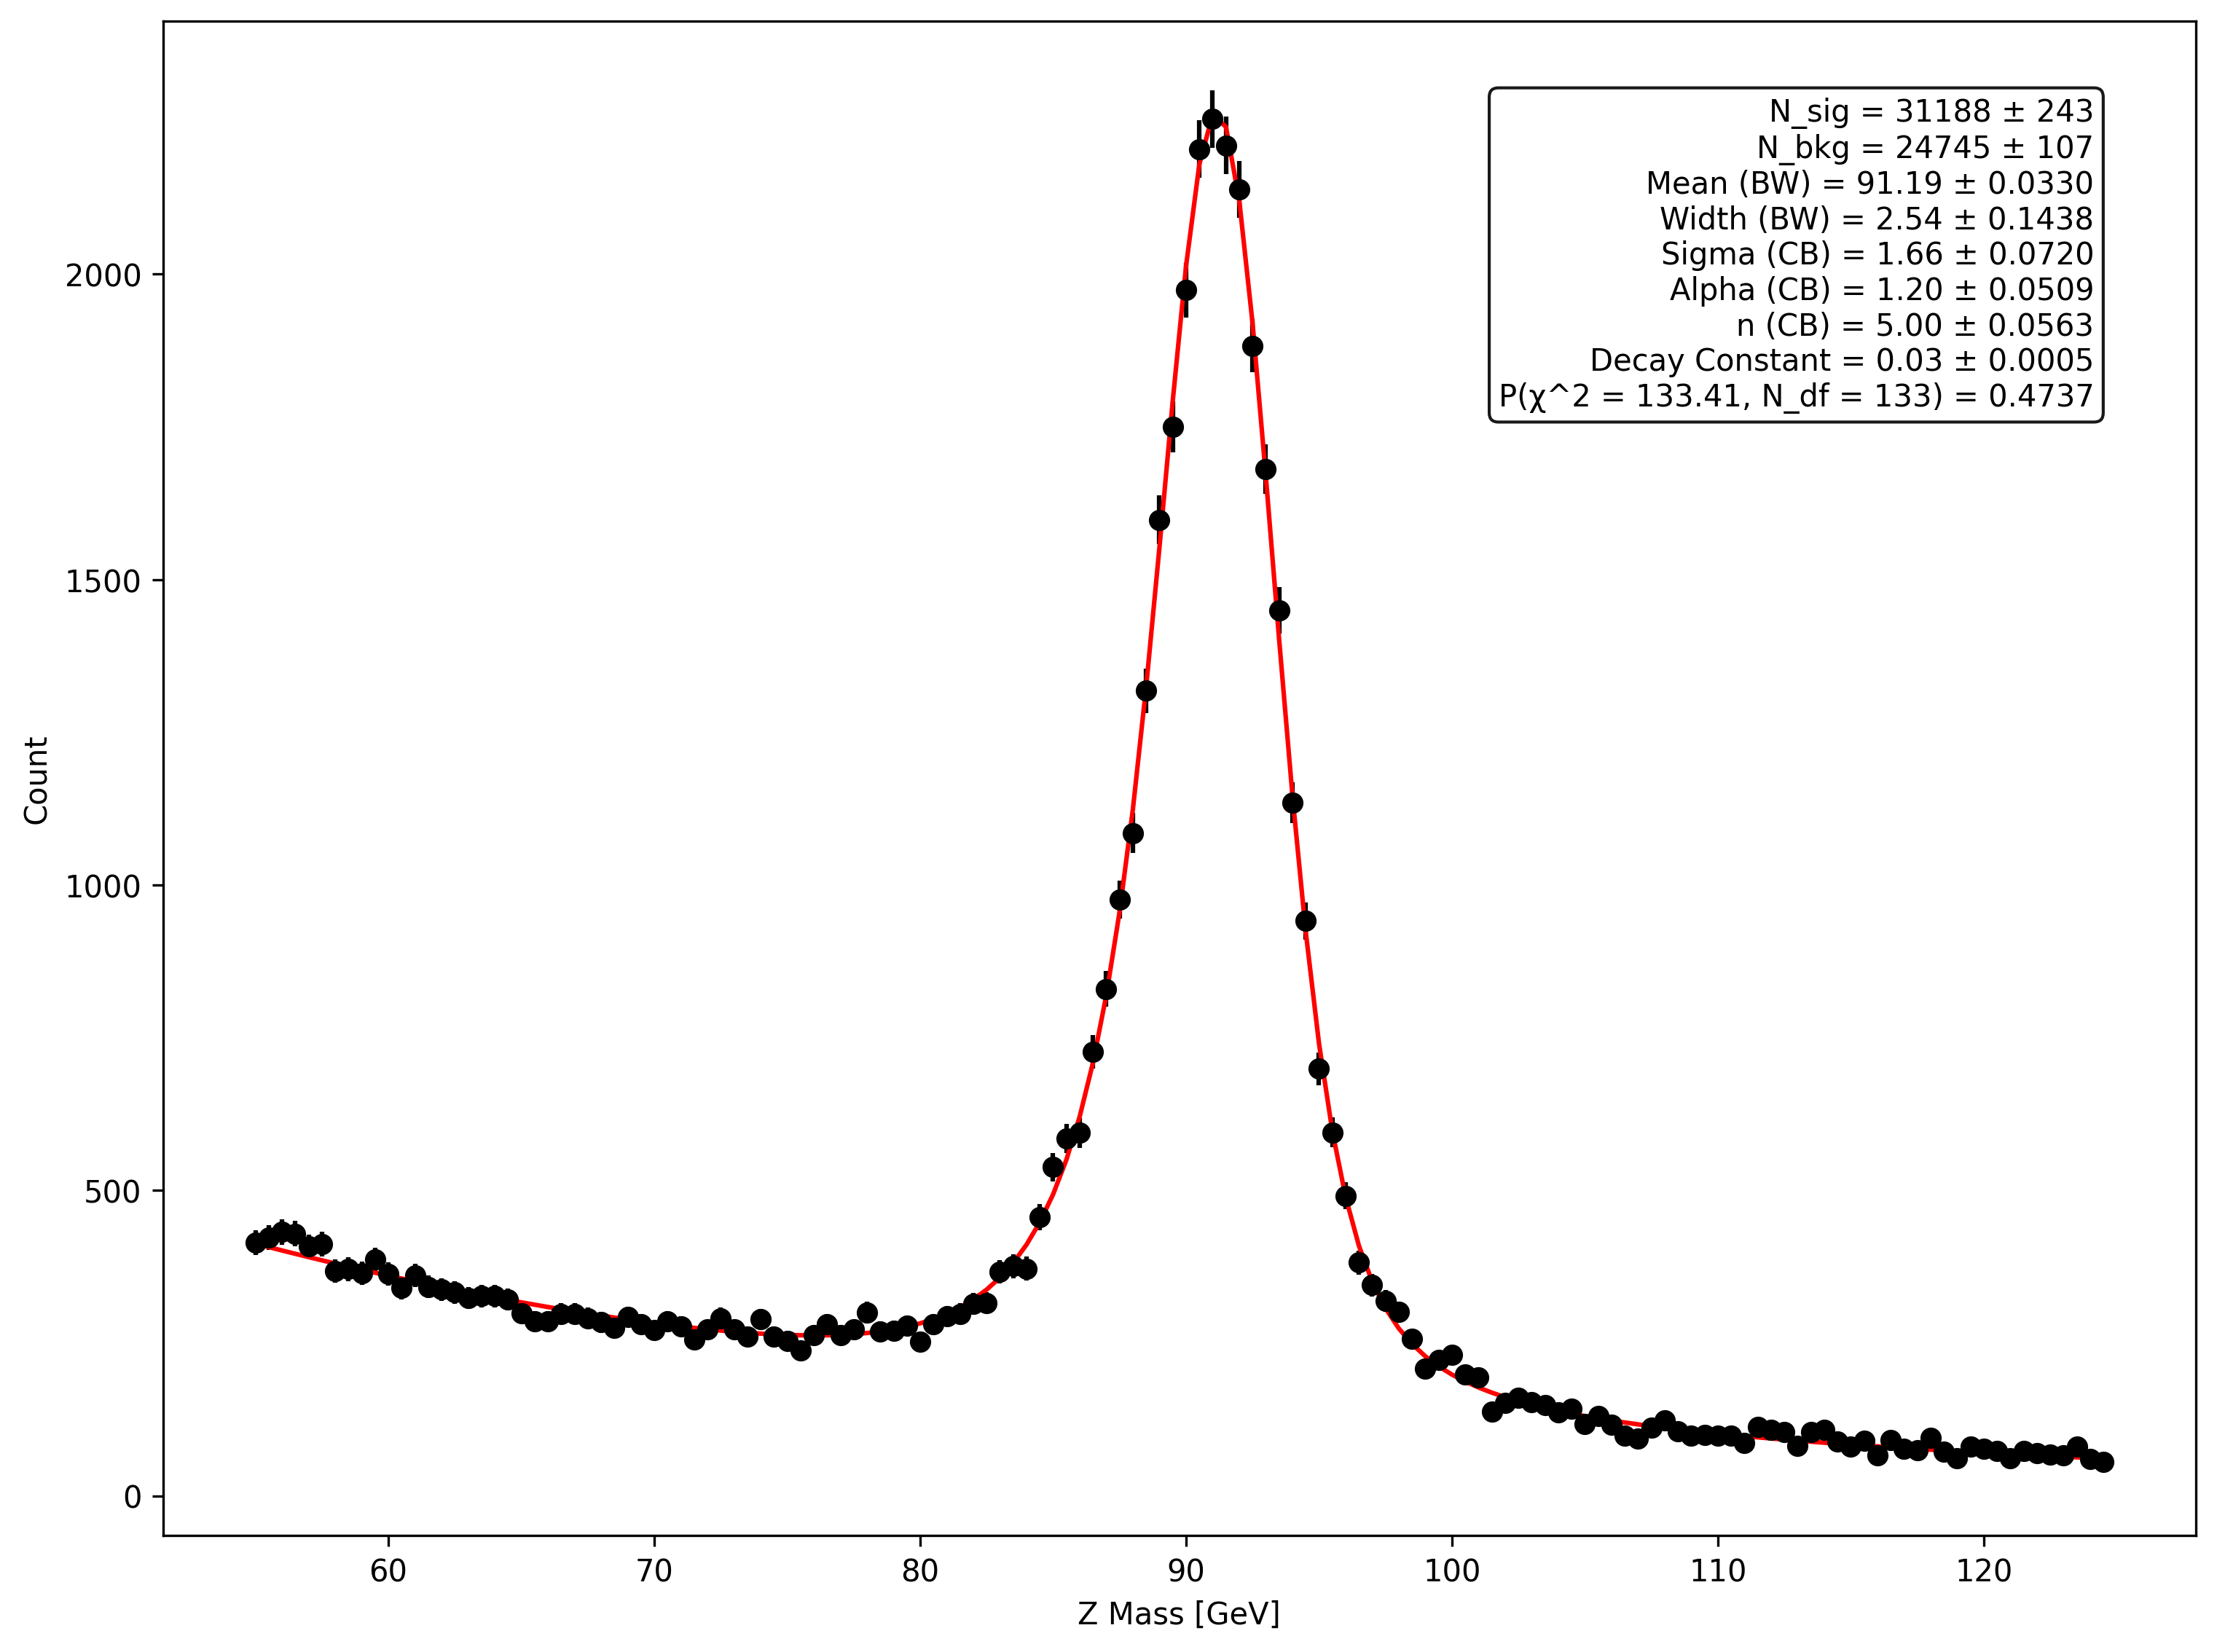 N_sig = 31188 ± 243
N_bkg = 24745 ± 107
Mean (BW) = 91.19 ± 0.0330
Width (BW) = 2.54 ± 0.1438
Sigma (CB) = 1.66 ± 0.0720
Alpha (CB) = 1.20 ± 0.0509
n (CB) = 5.00 ± 0.0563
Decay Constant = 0.03 ± 0.0005
P(χ^2 = 133.41, N_df = 133) = 0.4737
2000
1500
1000
500
0
Count
60 70 80 90 100 110 120
Z Mass [GeV]